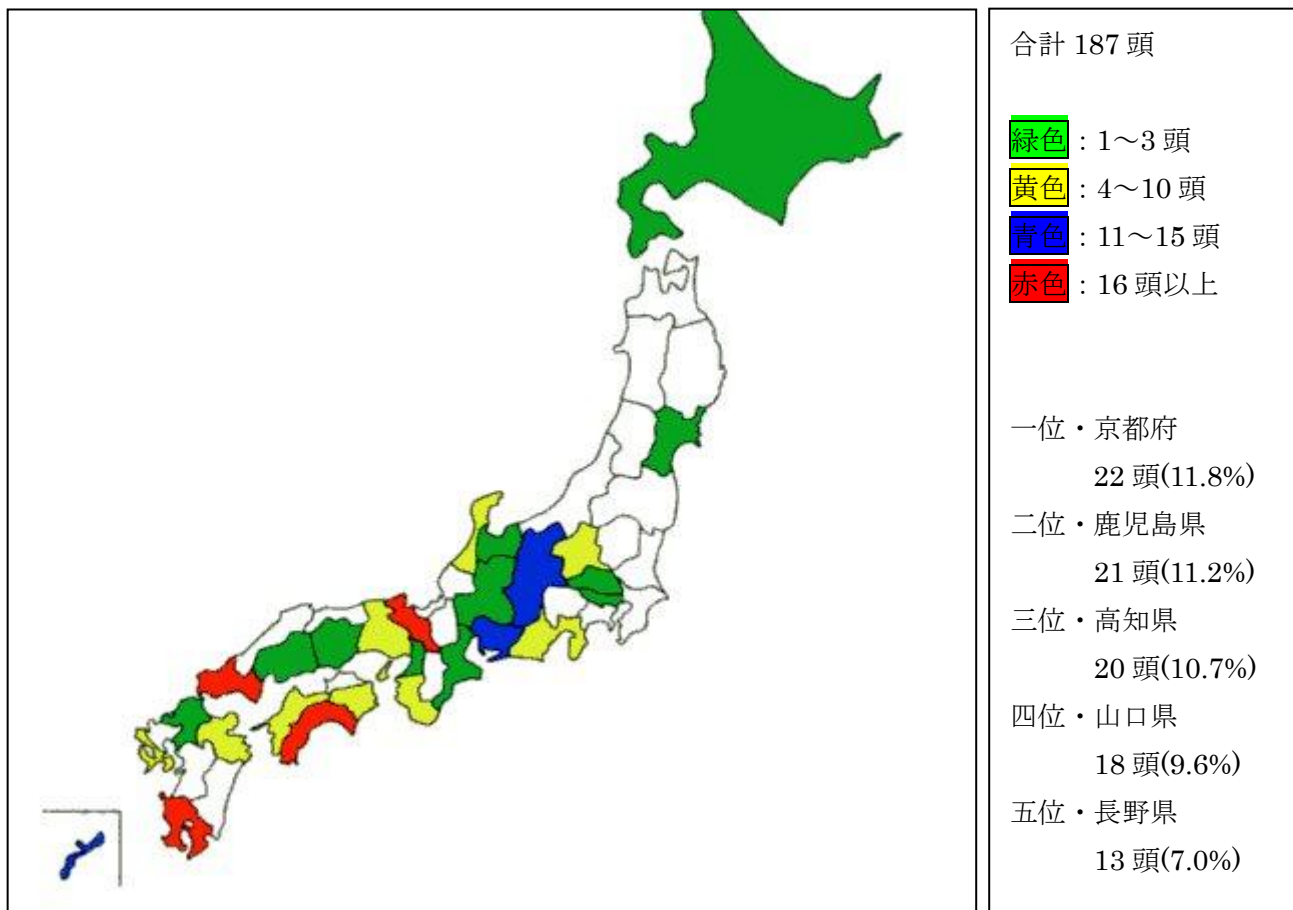 合計 187 頭
緑色：1～3 頭
黄色：4～10 頭
青色：11～15 頭
赤色：16 頭以上
一位・京都府
22 頭(11.8%)
二位・鹿児島県
21 頭(11.2%)
三位・高知県
20 頭(10.7%)
四位・山口県
18 頭(9.6%)
五位・長野県
13 頭(7.0%)